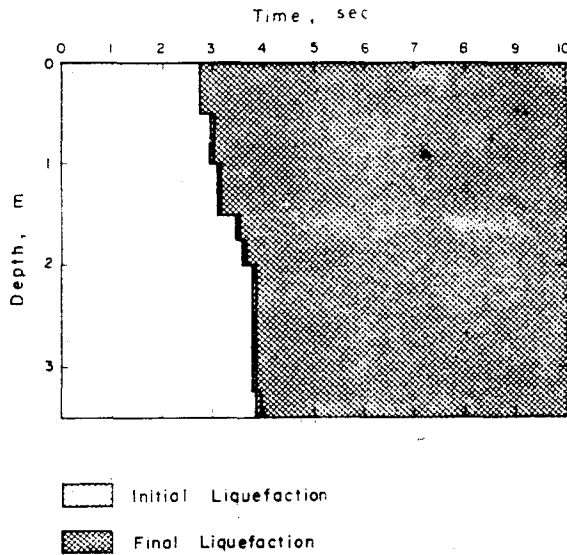 Time, sec
0 1 2 3 4 5 6 7 8 9 10
0
1
2
3
Depth, m
Initial Liquefaction
Final Liquefaction